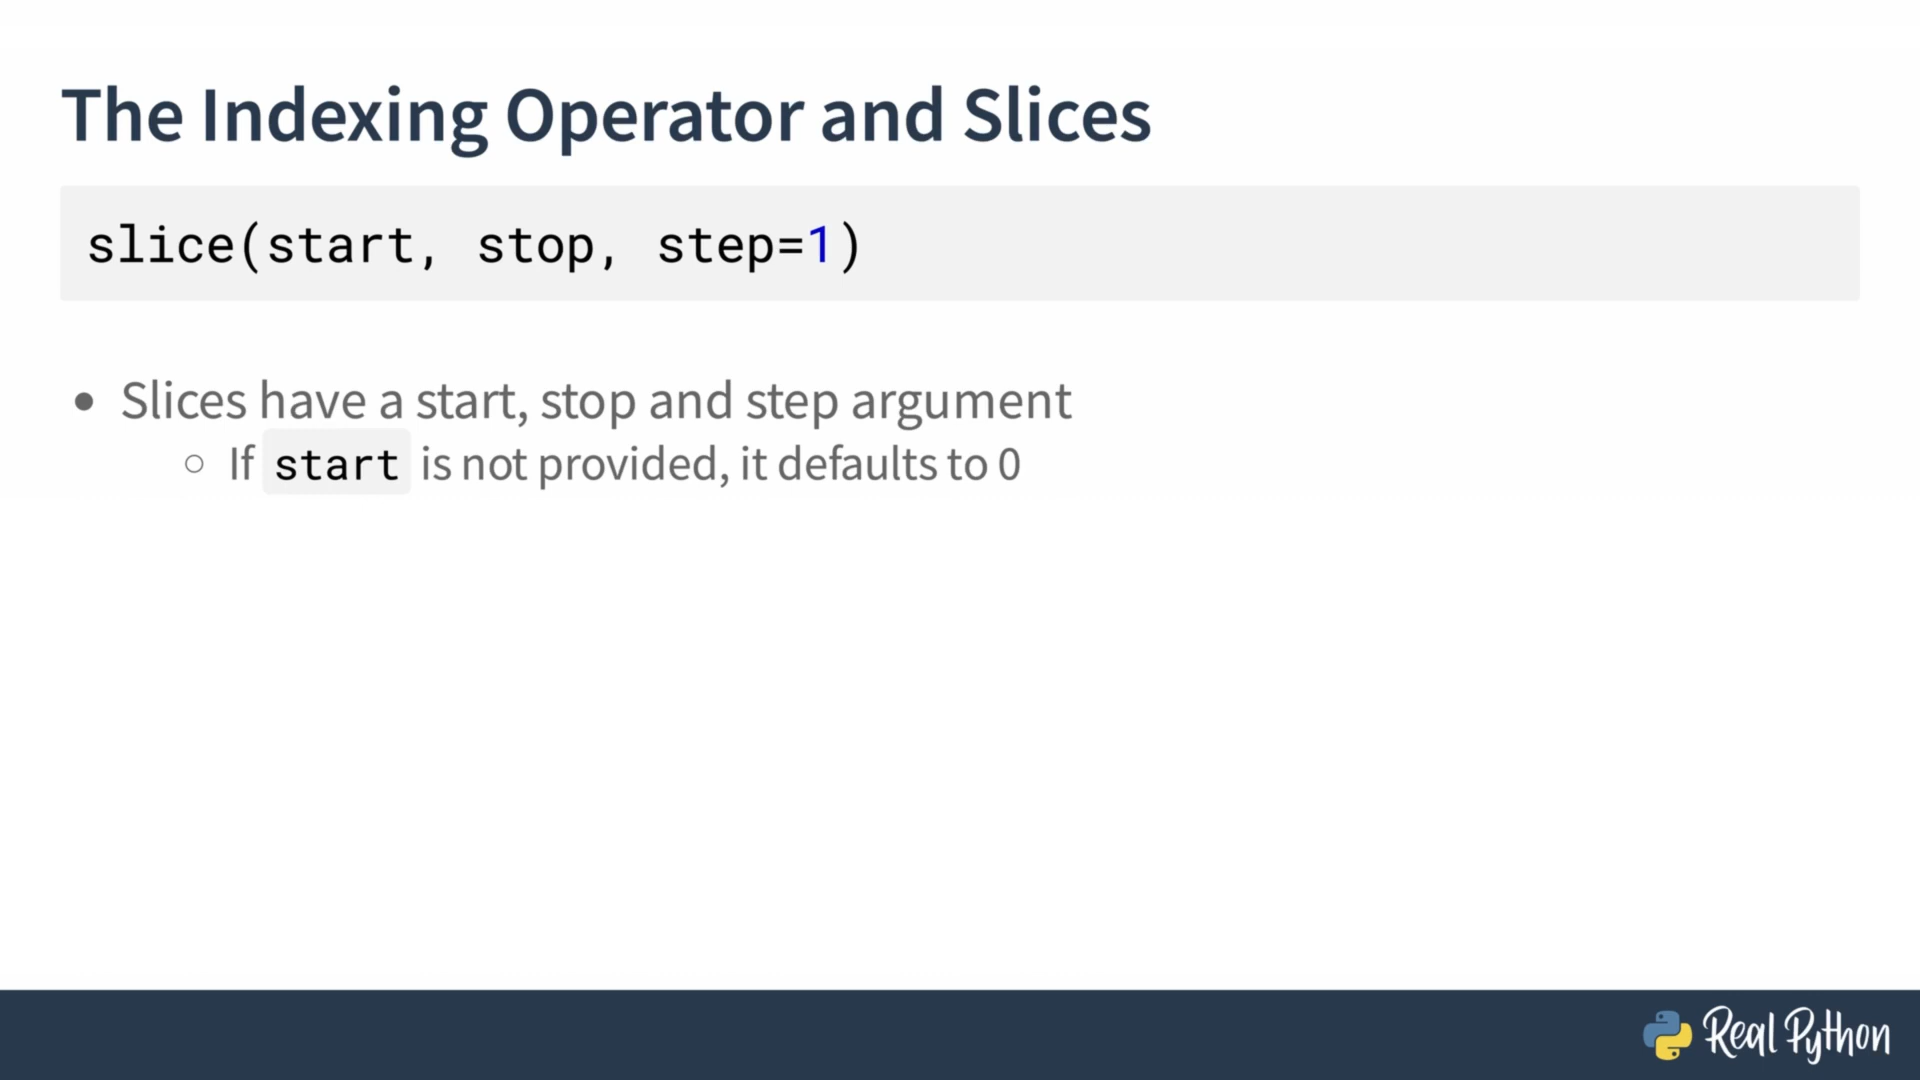 The Indexing Operator and Slices
slice(start, stop, step=1)
• Slices have a start, stop and step argument
○ If start is not provided, it defaults to 0
Real Python